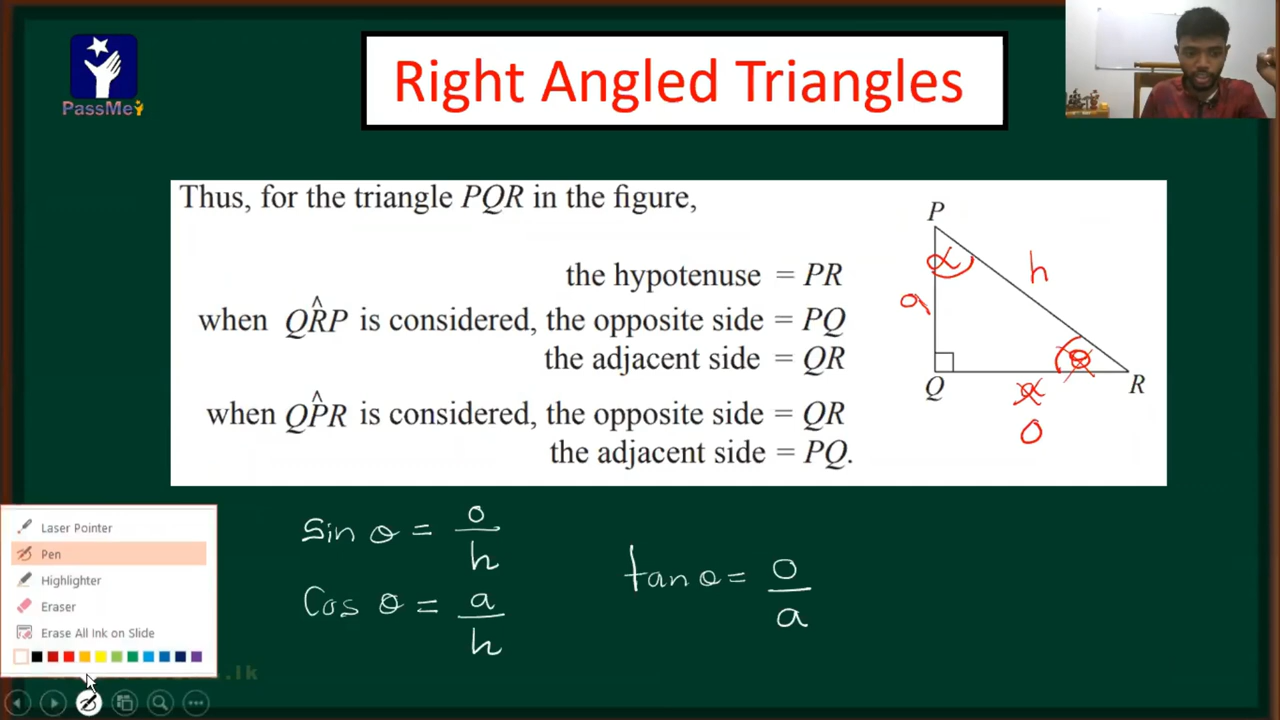 PassMe
Right Angled Triangles
Thus, for the triangle PQR in the figure,
the hypotenuse = PR
when QR̂P is considered, the opposite side = PQ
the adjacent side = QR
when QP̂R is considered, the opposite side = QR
the adjacent side = PQ.
P
α
h
a
θ
Q
R
a
o
sin θ = o/h
cos θ = a/h
tan θ = o/a
Laser Pointer
Pen
Highlighter
Eraser
Erase All Ink on Slide
.lk